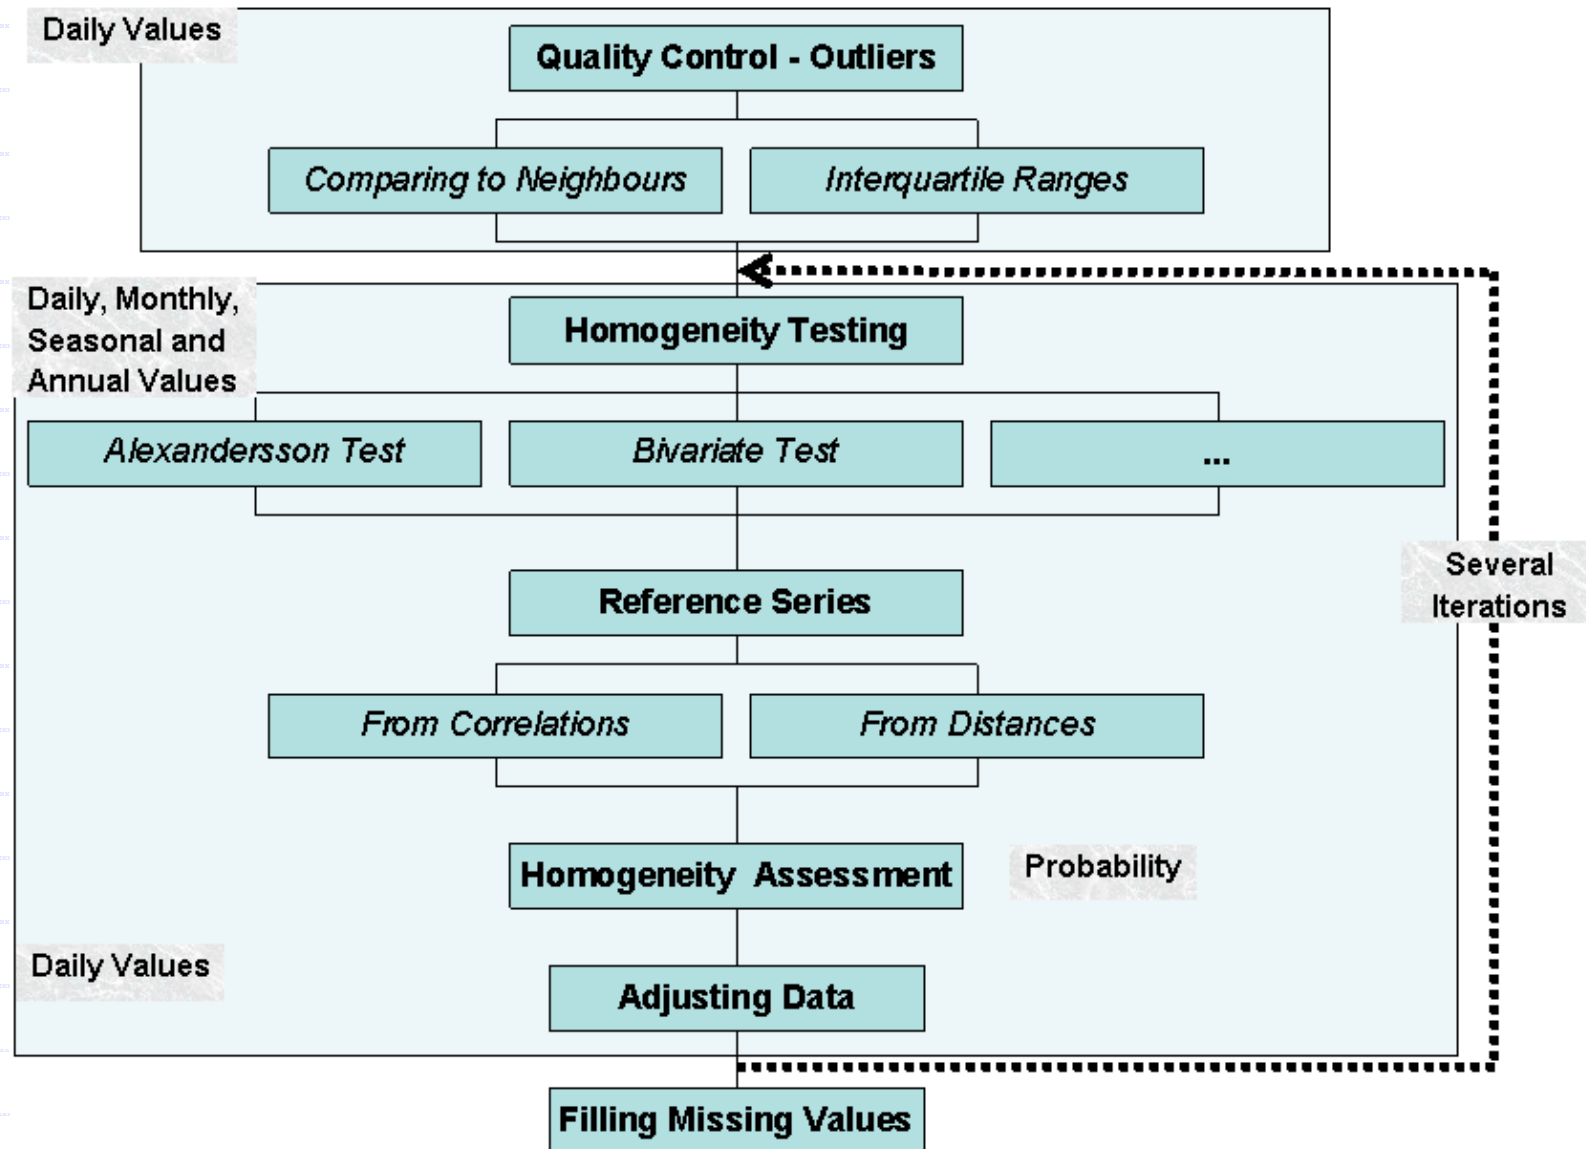 Daily Values
Quality Control - Outliers
Comparing to Neighbours
Interquartile Ranges
Daily, Monthly,
Seasonal and
Annual Values
Homogeneity Testing
Alexandersson Test
Bivariate Test
...
Several
Iterations
Reference Series
From Correlations
From Distances
Homogeneity Assessment
Probability
Daily Values
Adjusting Data
Filling Missing Values